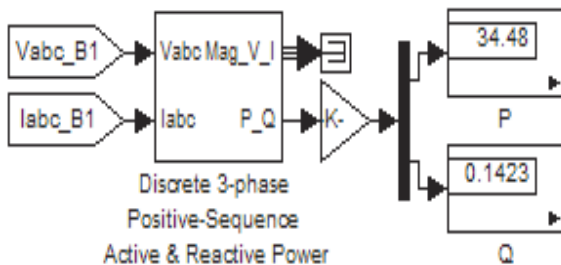 Vabc_B1
Iabc_B1
Vabc Mag_V_I
Iabc P_Q
K-
34.48
P
0.1423
Q
Discrete 3-phase
Positive-Sequence
Active & Reactive Power